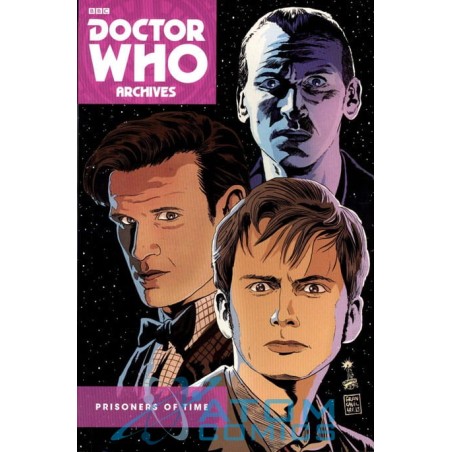 BBC
DOCTOR
WHO
ARCHIVES
PRISONERS OF TIME
ATOM
COMICS